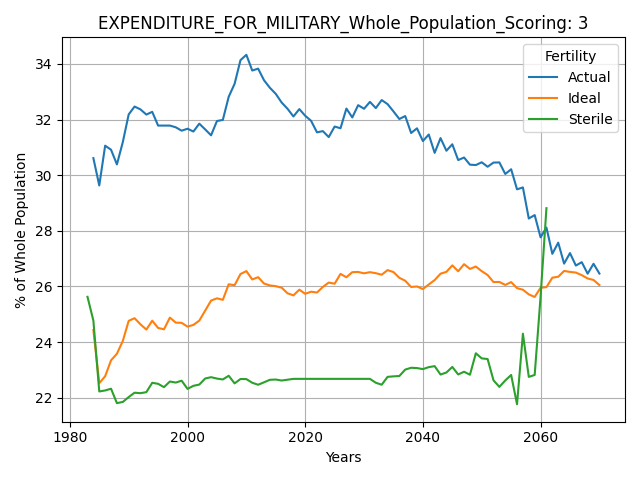 EXPENDITURE_FOR_MILITARY_Whole_Population_Scoring: 3
Fertility
Actual
Ideal
Sterile
% of Whole Population
34
32
30
28
26
24
22
1980
2000
2020
2040
2060
Years